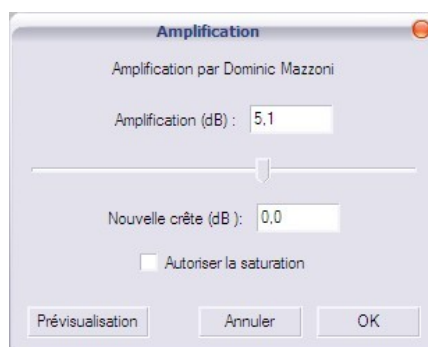 Amplification
Amplification par Dominic Mazzoni
Amplification (dB) : 5,1
Nouvelle crête (dB ): 0,0
Autoriser la saturation
Prévisualisation Annuler OK